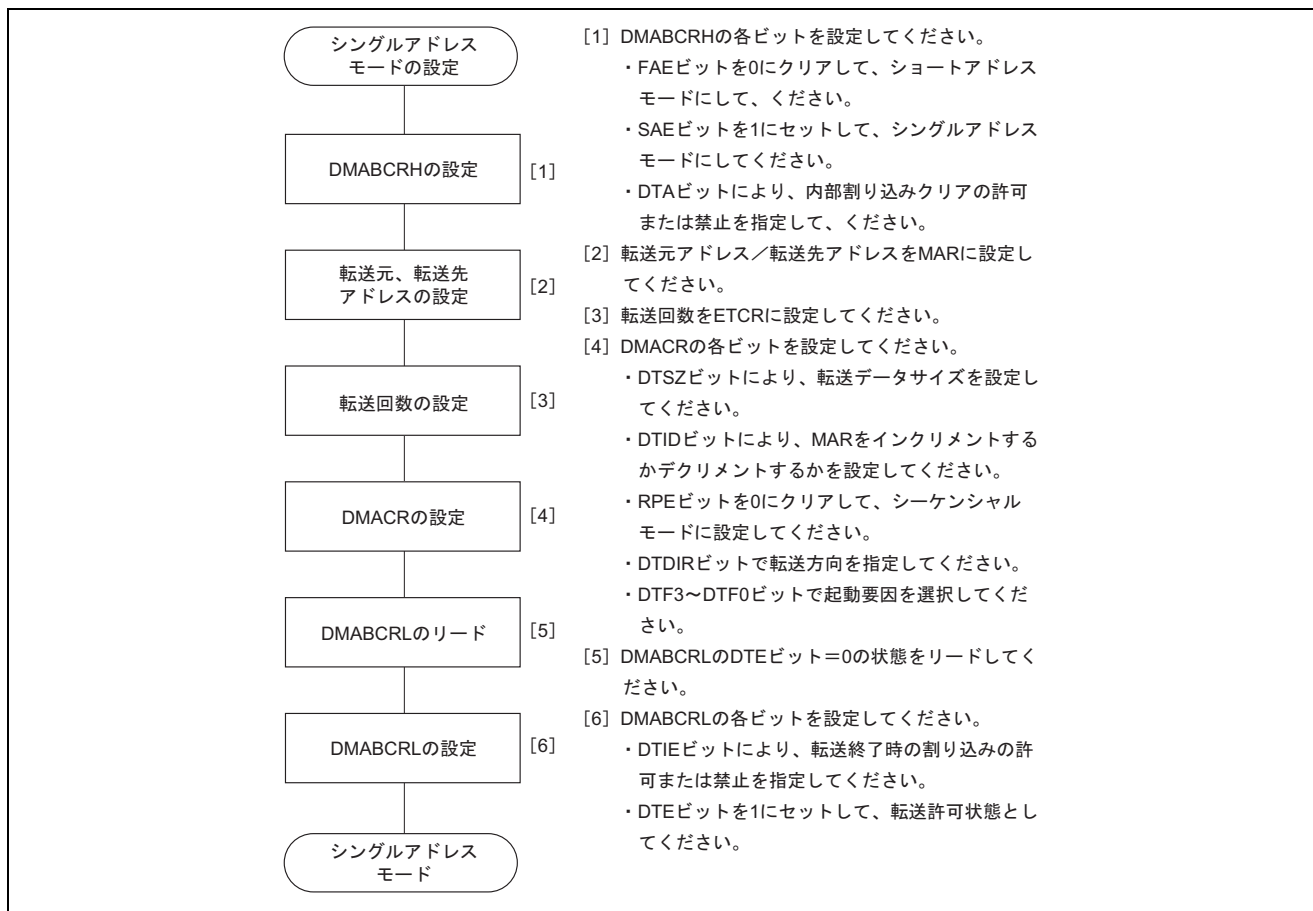 シングルアドレス
モードの設定
DMABCRHの設定
[1]
転送元、転送先
アドレスの設定
[2]
転送回数の設定
[3]
DMACRの設定
[4]
DMABCRLのリード
[5]
DMABCRLの設定
[6]
シングルアドレス
モード
[1] DMABCRHの各ビットを設定してください。
・FAEビットを0にクリアして、ショートアドレス
モードにして、ください。
・SAEビットを1にセットして、シングルアドレス
モードにしてください。
・DTAビットにより、内部割り込みクリアの許可
または禁止を指定して、ください。
[2] 転送元アドレス／転送先アドレスをMARに設定し
てください。
[3] 転送回数をETCRに設定してください。
[4] DMACRの各ビットを設定してください。
・DTSZビットにより、転送データサイズを設定し
てください。
・DTIDビットにより、MARをインクリメントする
かデクリメントするかを設定してください。
・RPEビットを0にクリアして、シーケンシャル
モードに設定してください。
・DTDIRビットで転送方向を指定してください。
・DTF3～DTF0ビットで起動要因を選択してくだ
さい。
[5] DMABCRLのDTEビット＝0の状態をリードしてく
ださい。
[6] DMABCRLの各ビットを設定してください。
・DTIEビットにより、転送終了時の割り込みの許
可または禁止を指定してください。
・DTEビットを1にセットして、転送許可状態とし
てください。